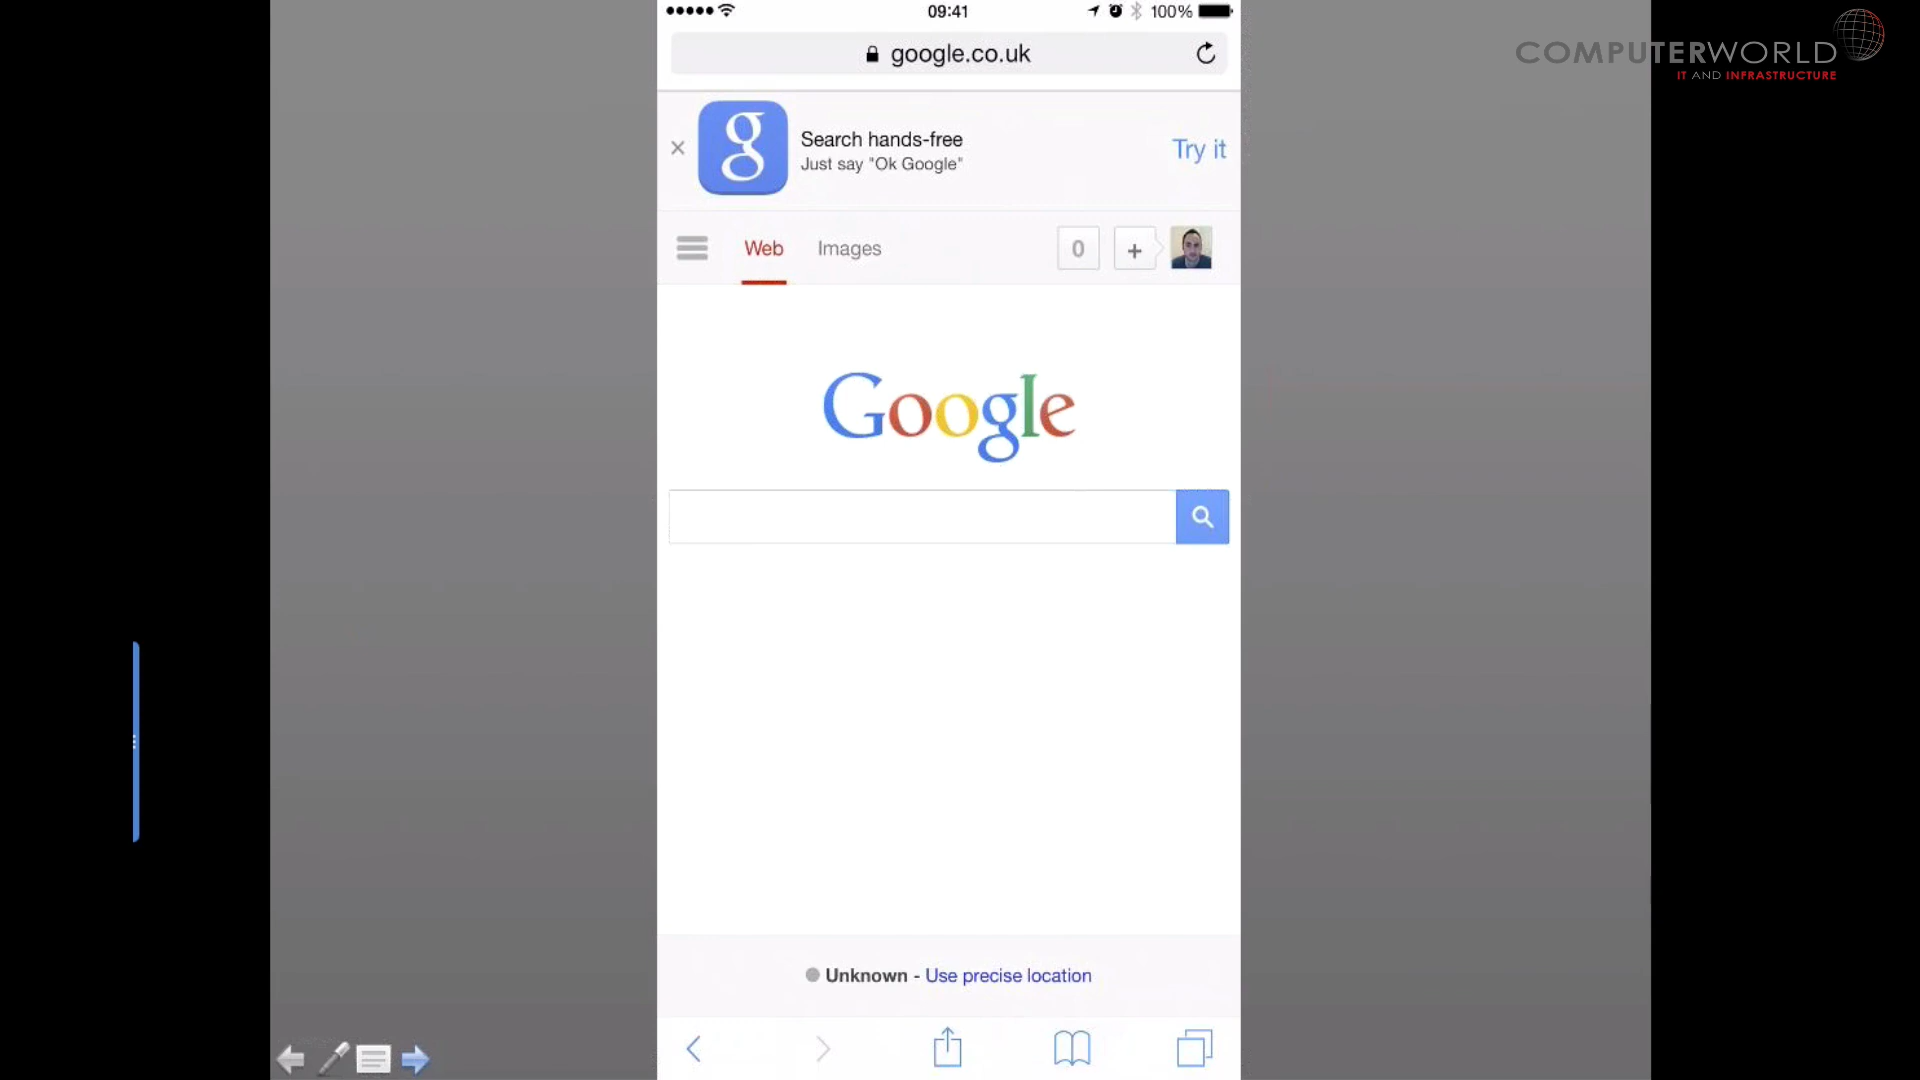 09:41
100%
COMPUTERWORLD
IT AND INFRASTRUCTURE
google.co.uk
g
Search hands-free
Just say "Ok Google"
Try it
Web
Images
0
+
Google
Unknown - Use precise location